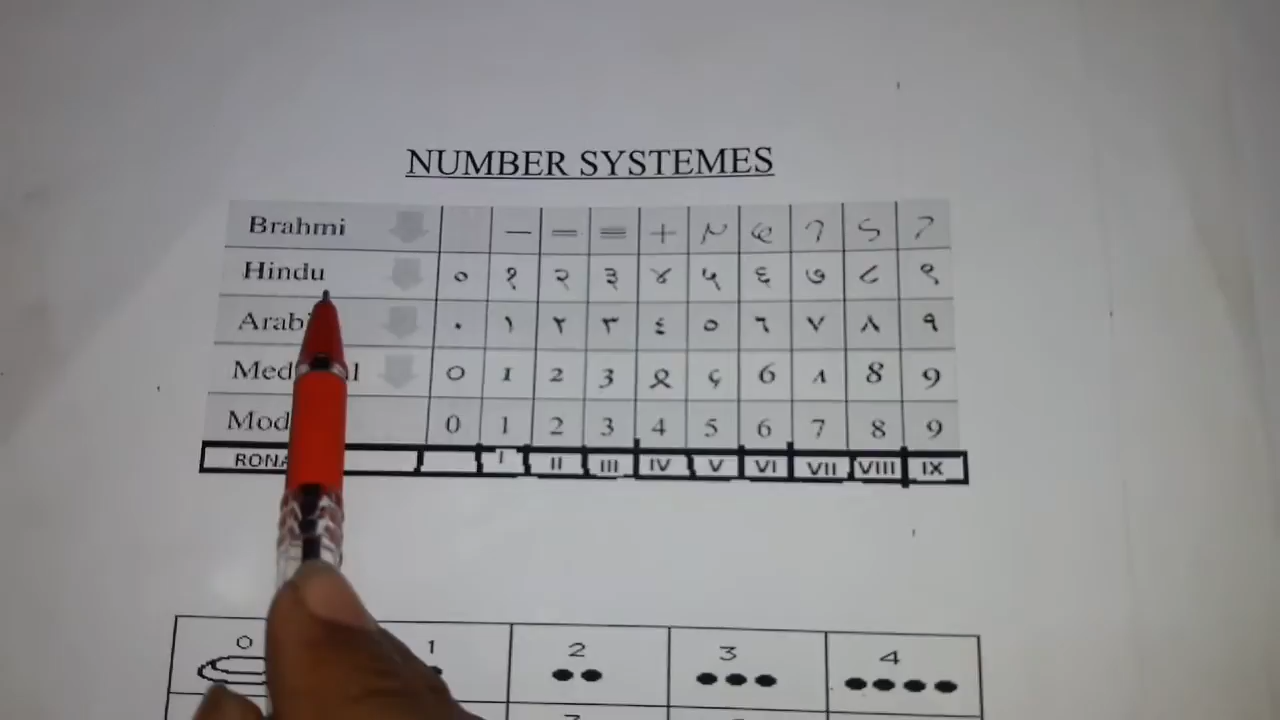 NUMBER SYSTEMES
Brahmi — = ≡ +
Hindu ० १ २ ३ ४ ५ ६ ७ ८ ९
٠ ١ ٢ ٣ ٤ ٥ ٦ ٧ ٨ ٩
0 1 2 3 6 8 9
0 1 2 3 4 5 6 7 8 9
I II III IV V VI VII VIII IX
0 1 2 3 4